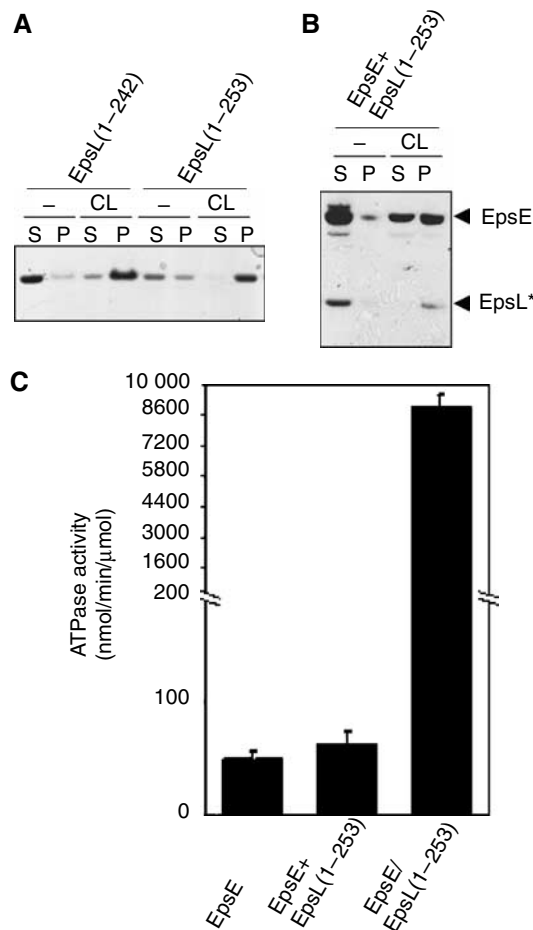 A
EpsL(1–242)
EpsL(1–253)
– CL – CL
S P S P S P S P
B
EpsE+
EpsL(1–253)
– CL
S P S P
EpsE
EpsL*
C
10 000
8600
7200
5800
4400
3000
1600
200
100
0
ATPase activity
(nmol/min/μmol)
EpsE
EpsE+
EpsL(1–253)
EpsE/
EpsL(1–253)